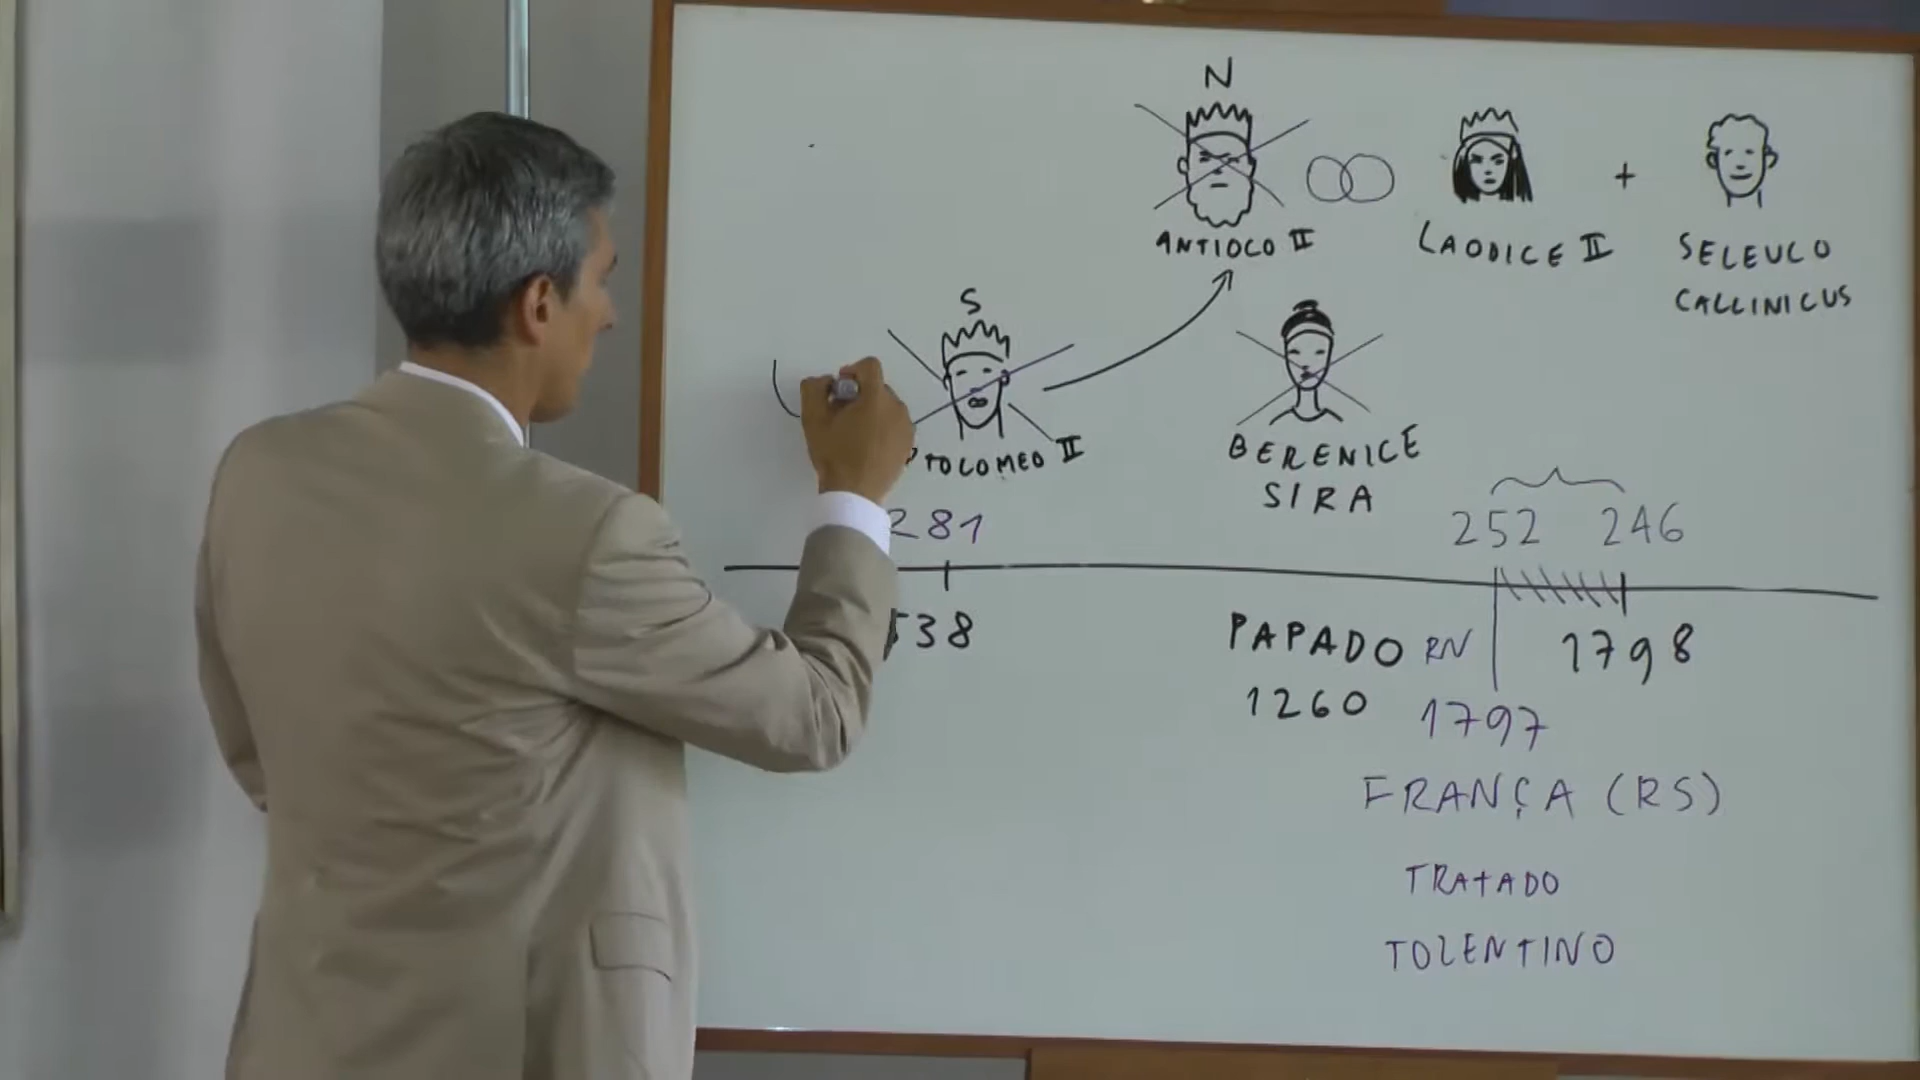 N
ANTIOCO II
LAODICE II
+
SELEUCO
CALLINICUS
S
PTOLOMEO II
BERENICE
SIRA
281
252
246
538
PAPADO RN
1260
1797
1798
FRANÇA (RS)
TRATADO
TOLENTINO